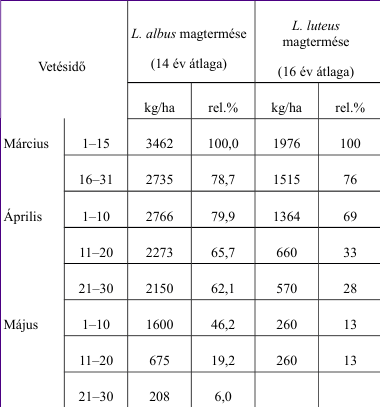 Vetésidő L. albus magtermése L. luteus magtermése
(14 év átlaga) (16 év átlaga)
kg/ha rel.% kg/ha rel.%
Március 1–15 3462 100,0 1976 100
16–31 2735 78,7 1515 76
Április 1–10 2766 79,9 1364 69
11–20 2273 65,7 660 33
21–30 2150 62,1 570 28
Május 1–10 1600 46,2 260 13
11–20 675 19,2 260 13
21–30 208 6,0